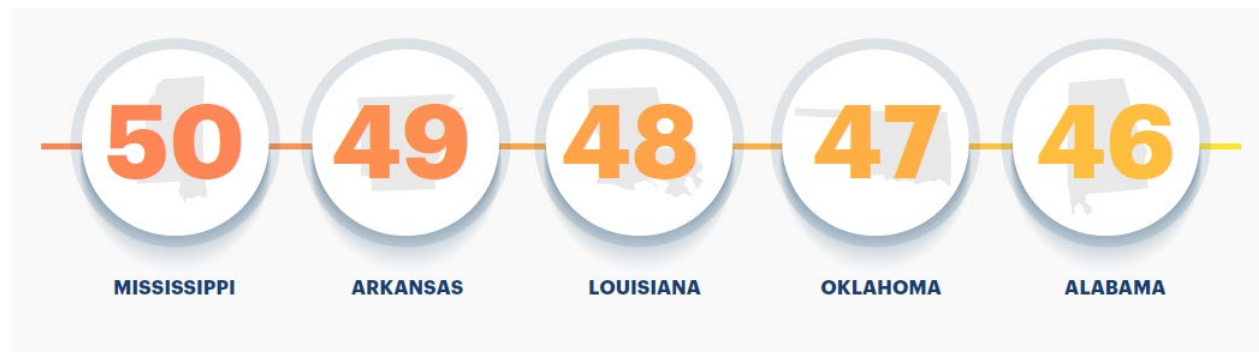 50 49 48 47 46
MISSISSIPPI ARKANSAS LOUISIANA OKLAHOMA ALABAMA